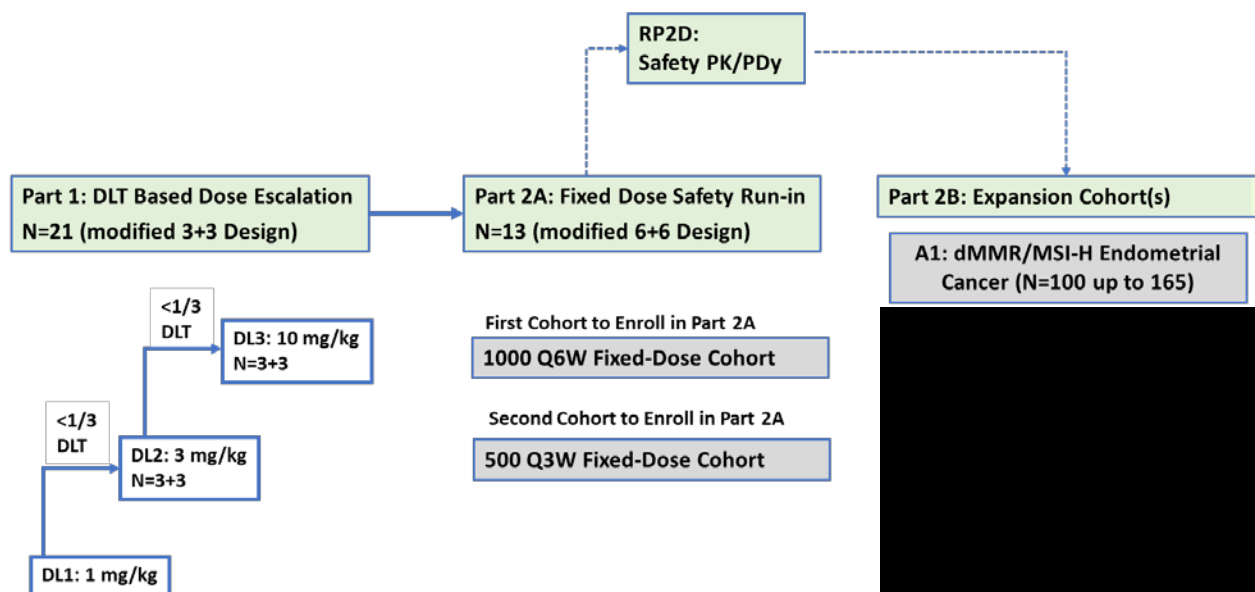 RP2D:
Safety PK/PDy
Part 1: DLT Based Dose Escalation
N=21 (modified 3+3 Design)
Part 2A: Fixed Dose Safety Run-in
N=13 (modified 6+6 Design)
Part 2B: Expansion Cohort(s)
A1: dMMR/MSI-H Endometrial
Cancer (N=100 up to 165)
<1/3
DLT
DL3: 10 mg/kg
N=3+3
First Cohort to Enroll in Part 2A
1000 Q6W Fixed-Dose Cohort
<1/3
DLT
DL2: 3 mg/kg
N=3+3
Second Cohort to Enroll in Part 2A
500 Q3W Fixed-Dose Cohort
DL1: 1 mg/kg